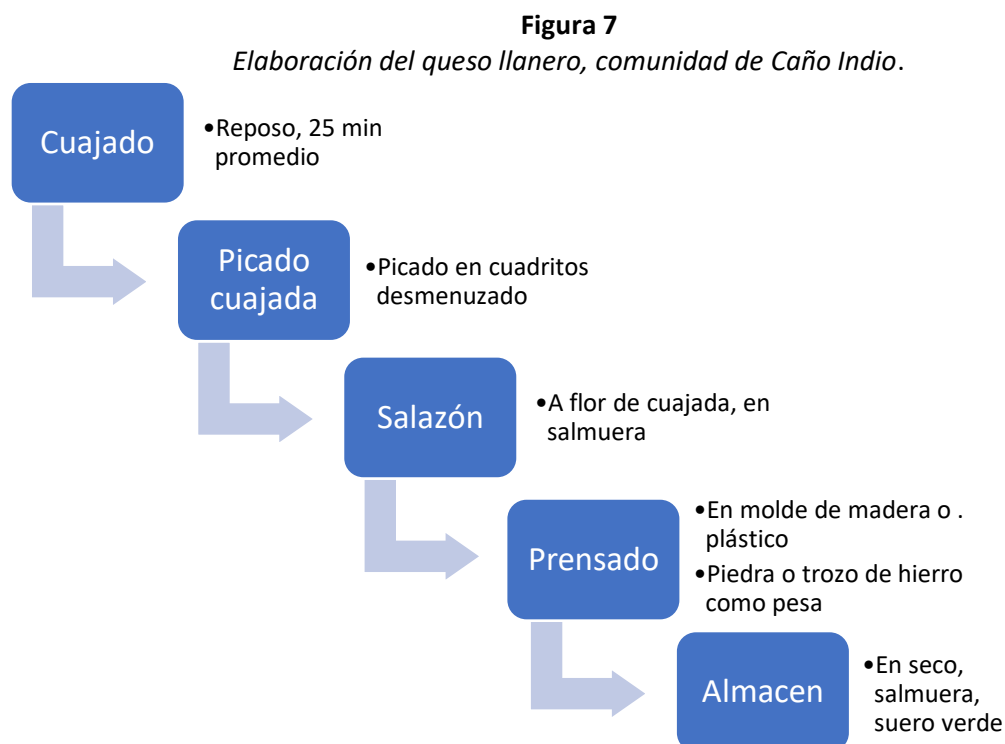 Figura 7
Elaboración del queso llanero, comunidad de Caño Indio.
Cuajado
•Reposo, 25 min
promedio
Picado
cuajada
•Picado en cuadritos
desmenuzado
Salazón
•A flor de cuajada, en
salmuera
Prensado
•En molde de madera o .
plástico
•Piedra o trozo de hierro
como pesa
Almacen
•En seco,
salmuera,
suero verde